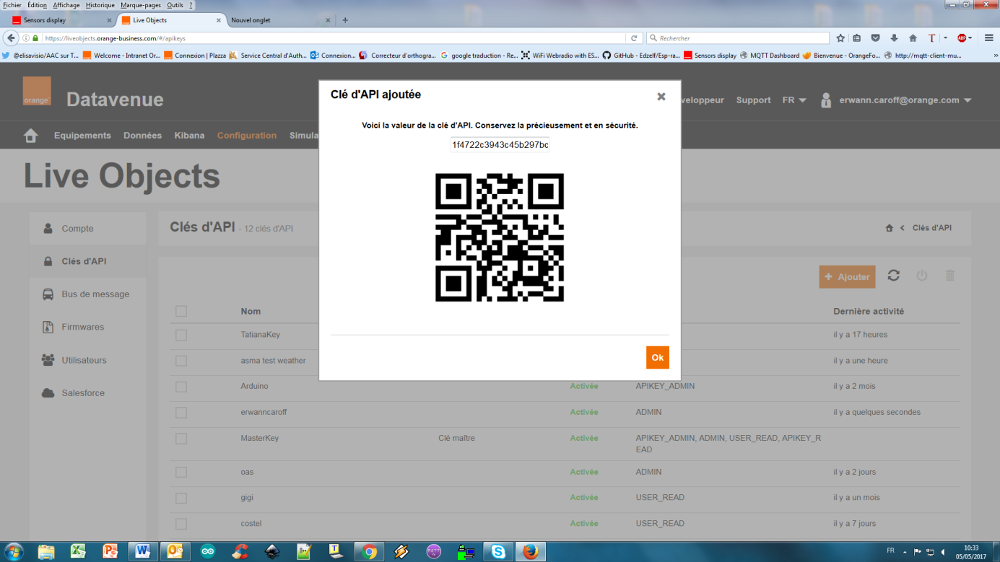 Fichier Édition Affichage Historique Marque-pages Outils ?
Sensors display × Live Objects × Nouvel onglet × +
https://liveobjects.orange-business.com/#/apikeys Rechercher
@elisavisio/AAC sur T... Welcome - Intranet Or... Connexion | Plazza Service Central d'Auth... Connexion... Correcteur d'orthogra... google traduction - Re... WiFi Webradio with ES... GitHub - Edzelf/Esp-ra... Sensors display MQTT Dashboard Bienvenue - OrangeFo... http://mqtt-client-mu... »
orange Datavenue veloppeur Support FR erwann.caroff@orange.com
Equipements Données Kibana Configuration Simula
Clé d'API ajoutée
Voici la valeur de la clé d'API. Conservez la précieusement et en sécurité.
1f4722c3943c45b297bc
Ok
Live Objects
Compte
Clés d'API
Bus de message
Firmwares
Utilisateurs
Salesforce
Clés d'API - 12 clés d'API
< Clés d'API
+ Ajouter
Nom Dernière activité
TatianaKey il y a 17 heures
asma test weather il y a une heure
Arduino Activée APIKEY_ADMIN il y a 2 mois
erwanncaroff Activée ADMIN il y a quelques secondes
MasterKey Clé maître Activée APIKEY_ADMIN, ADMIN, USER_READ, APIKEY_R
EAD
oas Activée ADMIN il y a 2 jours
gigi Activée USER_READ il y a un mois
costel Activée USER_READ il y a 7 jours
FR 10:33
05/05/2017